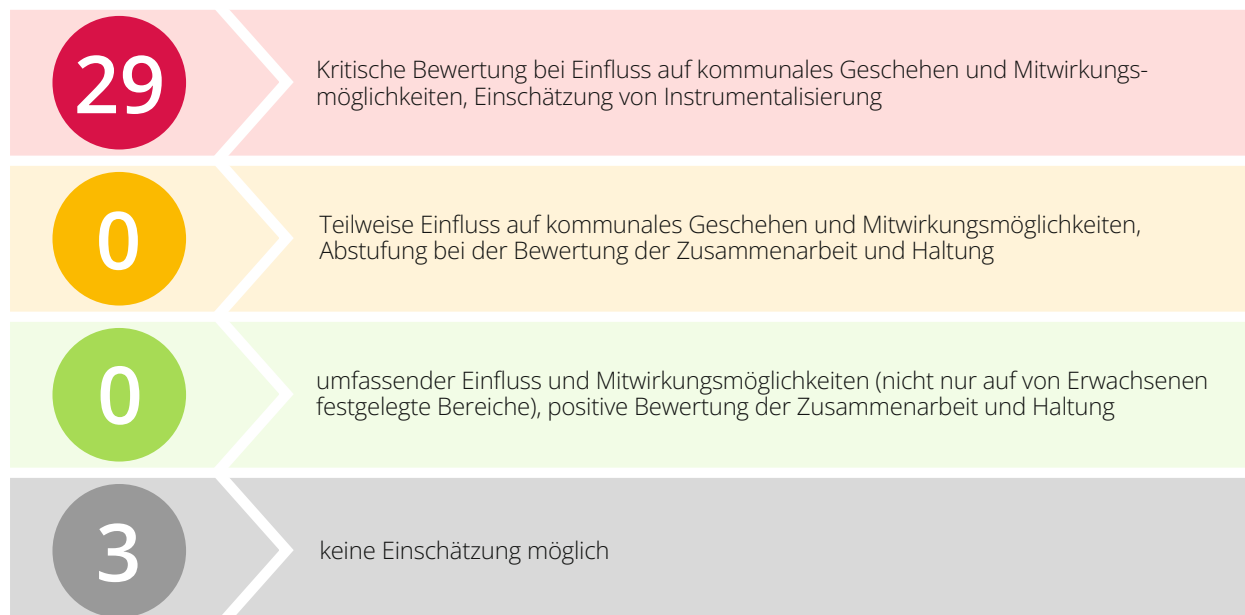 29
Kritische Bewertung bei Einfluss auf kommunales Geschehen und Mitwirkungs-
möglichkeiten, Einschätzung von Instrumentalisierung
0
Teilweise Einfluss auf kommunales Geschehen und Mitwirkungsmöglichkeiten,
Abstufung bei der Bewertung der Zusammenarbeit und Haltung
0
umfassender Einfluss und Mitwirkungsmöglichkeiten (nicht nur auf von Erwachsenen
festgelegte Bereiche), positive Bewertung der Zusammenarbeit und Haltung
3
keine Einschätzung möglich